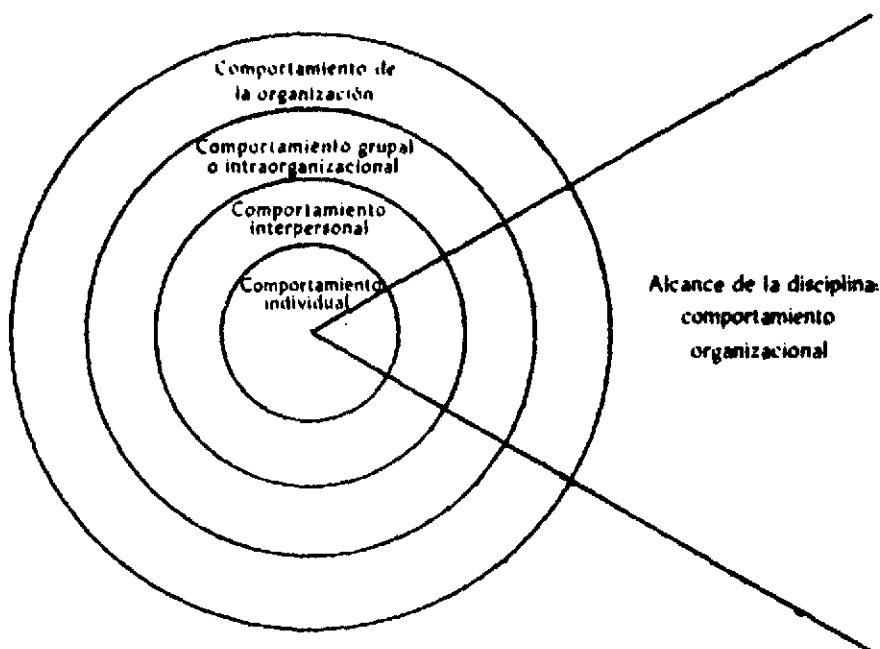 Comportamiento de
la organización
Comportamiento grupal
o intraorganizacional
Comportamiento
interpersonal
Comportamiento
individual
Alcance de la disciplina:
comportamiento
organizacional